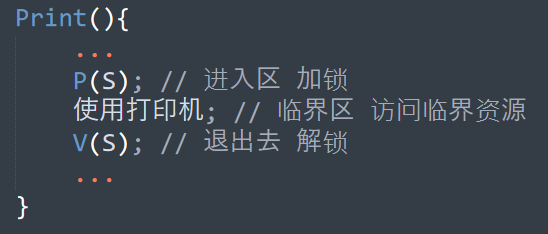 Print(){
...
P(S); // 进入区 加锁
使用打印机; // 临界区 访问临界资源
V(S); // 退出去 解锁
...
}